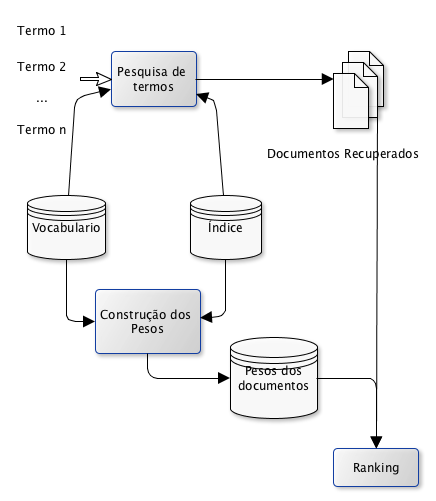 Termo 1
Termo 2
...
Termo n
Pesquisa de
termos
Documentos Recuperados
Vocabulario
Índice
Construção dos
Pesos
Pesos dos
documentos
Ranking